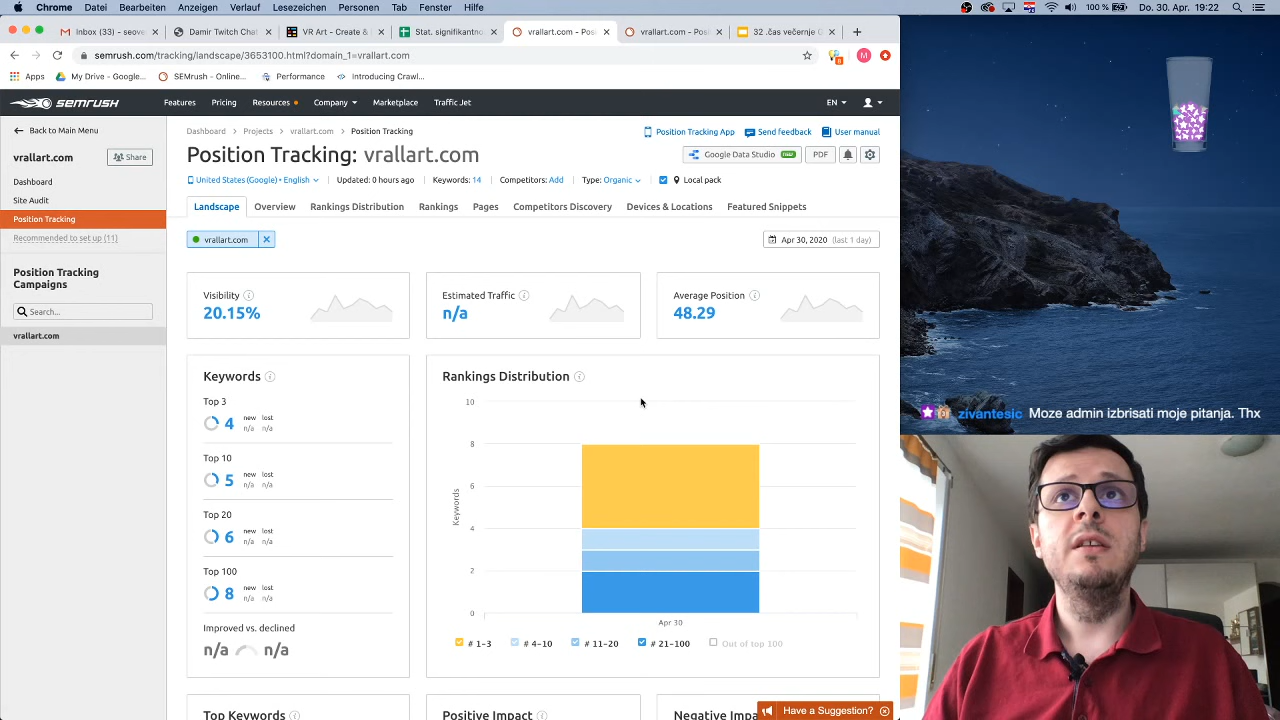 Chrome Datei Bearbeiten Anzeigen Verlauf Lesezeichen Personen Tab Fenster Hilfe
100 % Do. 30. Apr. 19:22
Inbox (33) - seove Damir Twitch Chat VR Art - Create & Stat. signifikantno vrallart.com - Pos vrallart.com - Posi S2 .čas večernje
semrush.com/tracking/landscape/3653100.html?domain_1=vrallart.com
Apps My Drive - Google... SEMrush - Online... Performance Introducing Crawl...
SEMRUSH Features Pricing Resources Company Marketplace Traffic Jet EN
Back to Main Menu
vrallart.com Share
Dashboard
Site Audit
Position Tracking
Recommended to set up (11)
Position Tracking
Campaigns
Search...
vrallart.com
Dashboard Projects vrallart.com Position Tracking
Position Tracking App Send feedback User manual
Position Tracking: vrallart.com
Google Data Studio new PDF
United States (Google) • English Updated: 0 hours ago Keywords: 14 Competitors: Add Type: Organic Local pack
Landscape Overview Rankings Distribution Rankings Pages Competitors Discovery Devices & Locations Featured Snippets
vrallart.com
Apr 30, 2020 (last 1 day)
Visibility
20.15%
Estimated Traffic
n/a
Average Position
48.29
Keywords
Top 3
4 new lost
n/a n/a
Top 10
5 new lost
n/a n/a
Top 20
6 new lost
n/a n/a
Top 100
8 new lost
n/a n/a
Improved vs. declined
n/a n/a
Rankings Distribution
10
8
6
4
2
0
Keywords
Apr 30
# 1–3 # 4–10 # 11–20 # 21–100 Out of top 100
Top Keywords
Positive Impact
Negative Impa
Have a Suggestion?
zivantesic Moze admin izbrisati moje pitanja. Thx